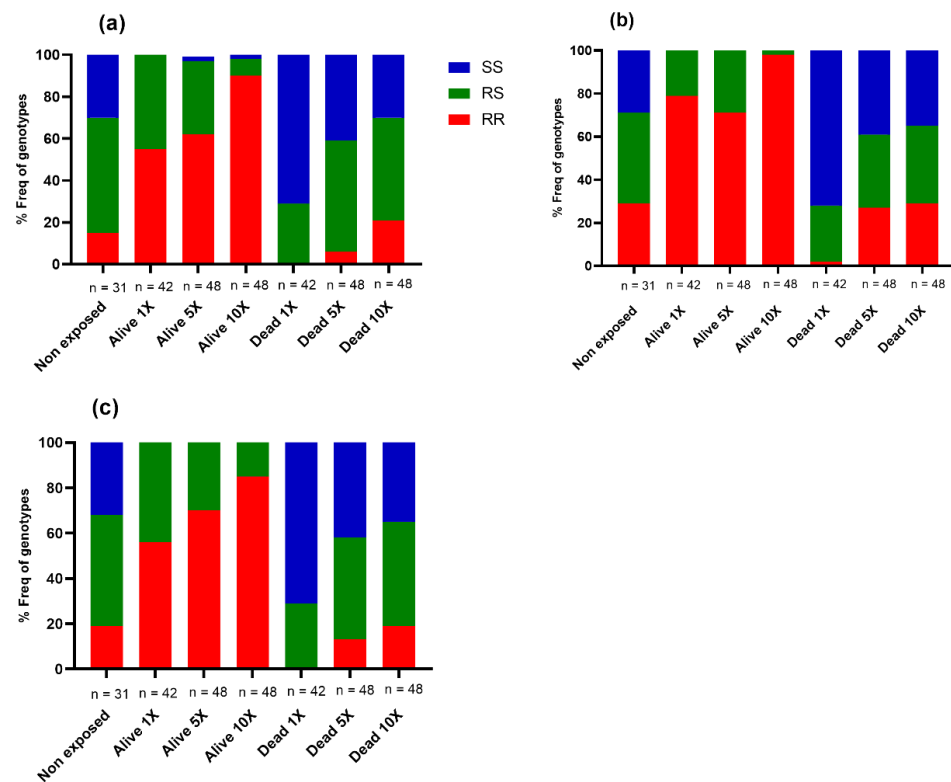 (a)
% Freq of genotypes
100
80
60
40
20
0
n = 31 n = 42 n = 48 n = 48 n = 42 n = 48 n = 48
Non exposed Alive 1X Alive 5X Alive 10X Dead 1X Dead 5X Dead 10X
SS
RS
RR
(b)
% Freq of genotypes
100
80
60
40
20
0
n = 31 n = 42 n = 48 n = 48 n = 42 n = 48 n = 48
Non exposed Alive 1X Alive 5X Alive 10X Dead 1X Dead 5X Dead 10X
(c)
% Freq of genotypes
100
80
60
40
20
0
n = 31 n = 42 n = 48 n = 48 n = 42 n = 48 n = 48
Non exposed Alive 1X Alive 5X Alive 10X Dead 1X Dead 5X Dead 10X